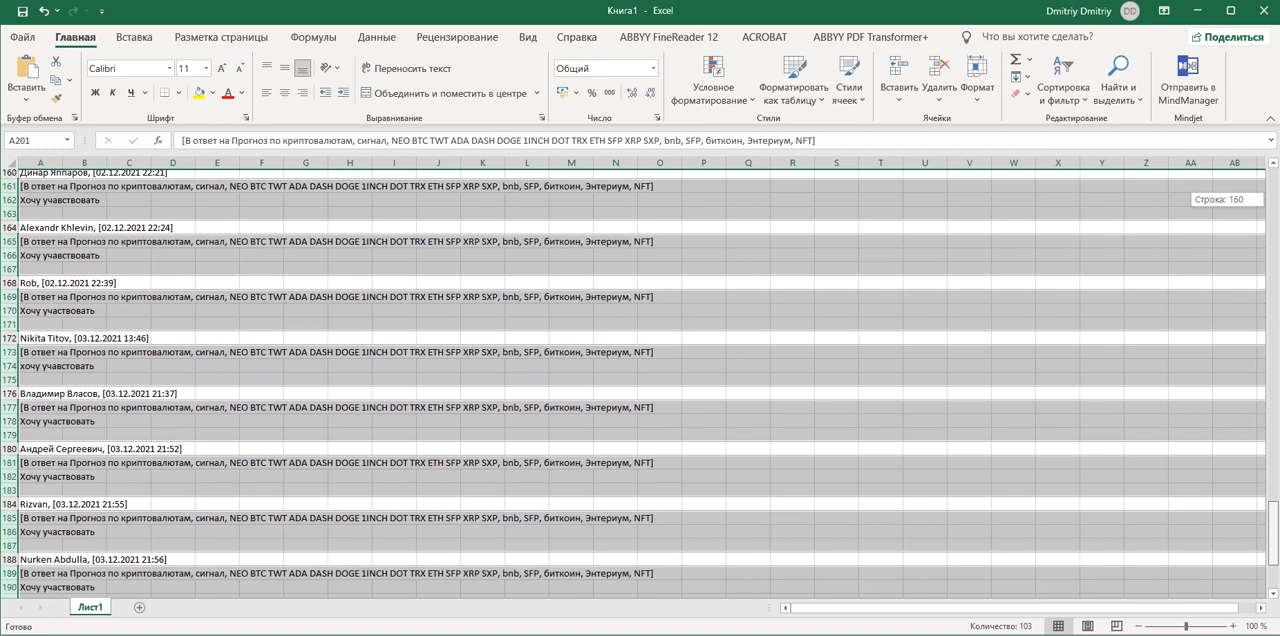 Книга1 - Excel
Dmitriy Dmitriy DD
Файл Главная Вставка Разметка страницы Формулы Данные Рецензирование Вид Справка ABBYY FineReader 12 ACROBAT ABBYY PDF Transformer+ Что вы хотите сделать? Поделиться
Вставить
Буфер обмена
Calibri 11
Ж К Ч
Шрифт
Переносить текст
Объединить и поместить в центре
Выравнивание
Общий
% 000
Число
Условное форматирование
Форматировать как таблицу
Стили ячеек
Стили
Вставить Удалить Формат
Ячейки
Сортировка и фильтр
Найти и выделить
Редактирование
Отправить в MindManager
Mindjet
A201 fx [В ответ на Прогноз по криптовалютам, сигнал, NEO BTC TWT ADA DASH DOGE 1INCH DOT TRX ETH SFP XRP SXP, bnb, SFP, биткоин, Энтериум, NFT]
A B C D E F G H I J K L M N O P Q R S T U V W X Y Z AA AB
160 Динар Яппаров, [02.12.2021 22:21]
161 [В ответ на Прогноз по криптовалютам, сигнал, NEO BTC TWT ADA DASH DOGE 1INCH DOT TRX ETH SFP XRP SXP, bnb, SFP, биткоин, Энтериум, NFT]
162 Хочу учавствовать
Строка: 160
163
164 Alexandr Khlevin, [02.12.2021 22:24]
165 [В ответ на Прогноз по криптовалютам, сигнал, NEO BTC TWT ADA DASH DOGE 1INCH DOT TRX ETH SFP XRP SXP, bnb, SFP, биткоин, Энтериум, NFT]
166 Хочу учавствовать
167
168 Rob, [02.12.2021 22:39]
169 [В ответ на Прогноз по криптовалютам, сигнал, NEO BTC TWT ADA DASH DOGE 1INCH DOT TRX ETH SFP XRP SXP, bnb, SFP, биткоин, Энтериум, NFT]
170 Хочу участвовать
171
172 Nikita Titov, [03.12.2021 13:46]
173 [В ответ на Прогноз по криптовалютам, сигнал, NEO BTC TWT ADA DASH DOGE 1INCH DOT TRX ETH SFP XRP SXP, bnb, SFP, биткоин, Энтериум, NFT]
174 хочу учавстовать
175
176 Владимир Власов, [03.12.2021 21:37]
177 [В ответ на Прогноз по криптовалютам, сигнал, NEO BTC TWT ADA DASH DOGE 1INCH DOT TRX ETH SFP XRP SXP, bnb, SFP, биткоин, Энтериум, NFT]
178 Хочу участвовать
179
180 Андрей Сергеевич, [03.12.2021 21:52]
181 [В ответ на Прогноз по криптовалютам, сигнал, NEO BTC TWT ADA DASH DOGE 1INCH DOT TRX ETH SFP XRP SXP, bnb, SFP, биткоин, Энтериум, NFT]
182 Хочу участвовать
183
184 Rizvan, [03.12.2021 21:55]
185 [В ответ на Прогноз по криптовалютам, сигнал, NEO BTC TWT ADA DASH DOGE 1INCH DOT TRX ETH SFP XRP SXP, bnb, SFP, биткоин, Энтериум, NFT]
186 Хочу участвовать
187
188 Nurken Abdulla, [03.12.2021 21:56]
189 [В ответ на Прогноз по криптовалютам, сигнал, NEO BTC TWT ADA DASH DOGE 1INCH DOT TRX ETH SFP XRP SXP, bnb, SFP, биткоин, Энтериум, NFT]
190 Хочу участвовать
Лист1
Готово
Количество: 103
100 %